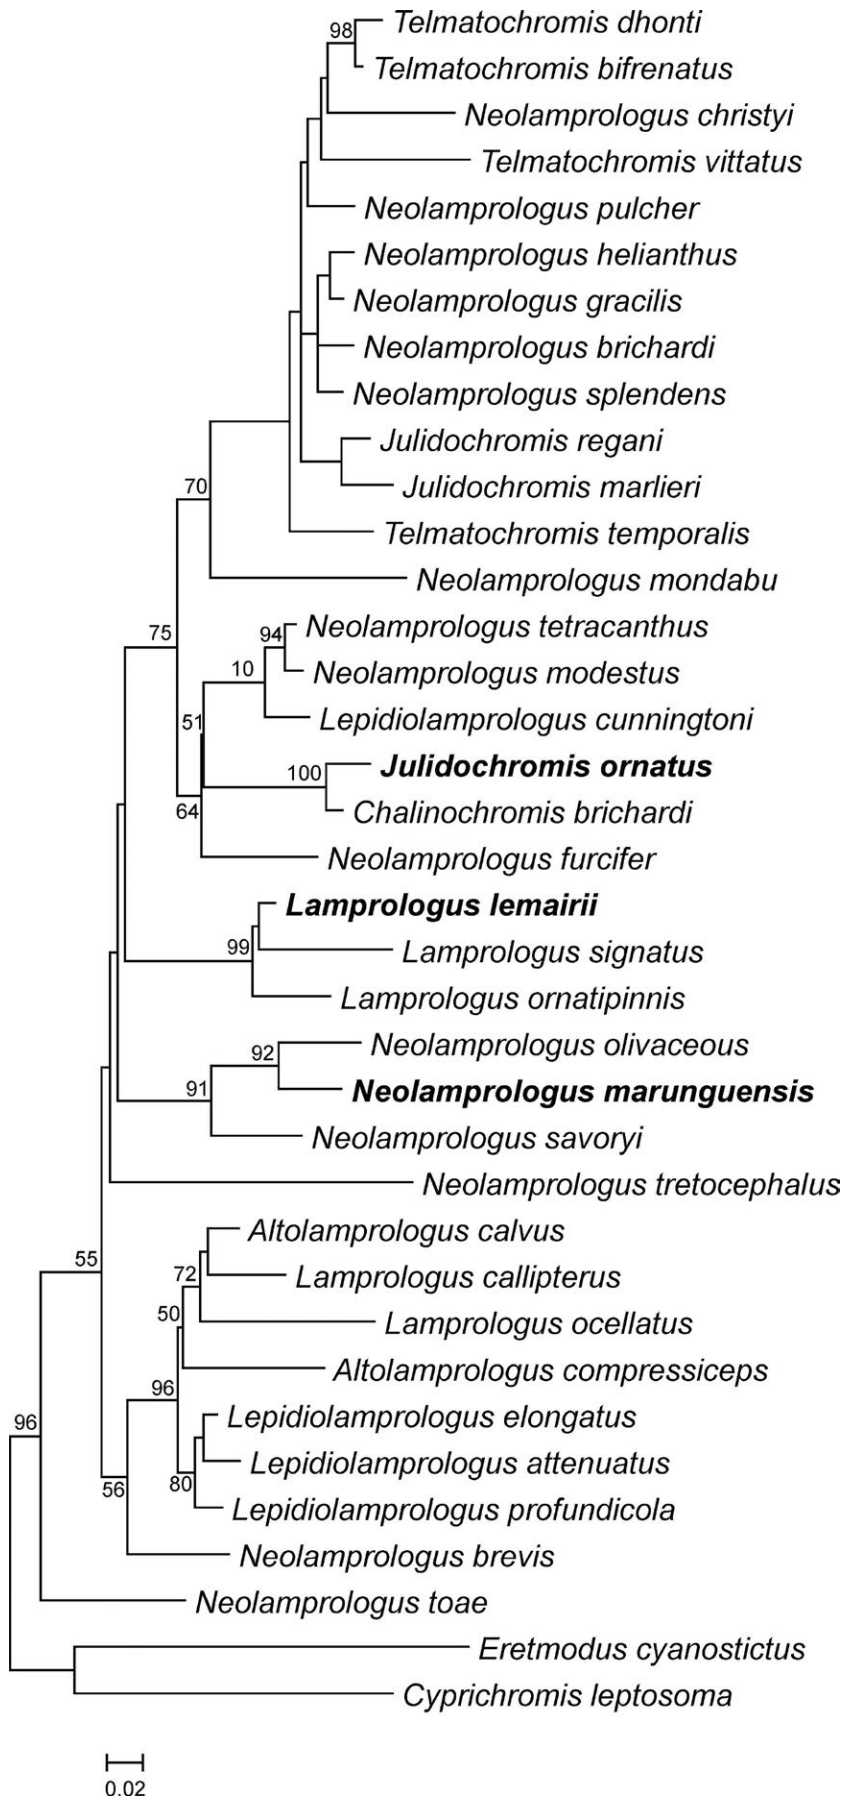 98
Telmatochromis dhonti
Telmatochromis bifrenatus
Neolamprologus christyi
Telmatochromis vittatus
Neolamprologus pulcher
Neolamprologus helianthus
Neolamprologus gracilis
Neolamprologus brichardi
Neolamprologus splendens
Julidochromis regani
70
Julidochromis marlieri
Telmatochromis temporalis
Neolamprologus mondabu
75
94
Neolamprologus tetracanthus
10
Neolamprologus modestus
51
Lepidiolamprologus cunningtoni
100
Julidochromis ornatus
64
Chalinochromis brichardi
Neolamprologus furcifer
Lamprologus lemairii
99
Lamprologus signatus
Lamprologus ornatipinnis
92
Neolamprologus olivaceous
91
Neolamprologus marunguensis
Neolamprologus savoryi
Neolamprologus tretocephalus
55
Altolamprologus calvus
72
Lamprologus callipterus
50
Lamprologus ocellatus
96
Altolamprologus compressiceps
96
Lepidiolamprologus elongatus
56
80
Lepidiolamprologus attenuatus
Lepidiolamprologus profundicola
Neolamprologus brevis
Neolamprologus toae
Eretmodus cyanostictus
Cyprichromis leptosoma
0.02